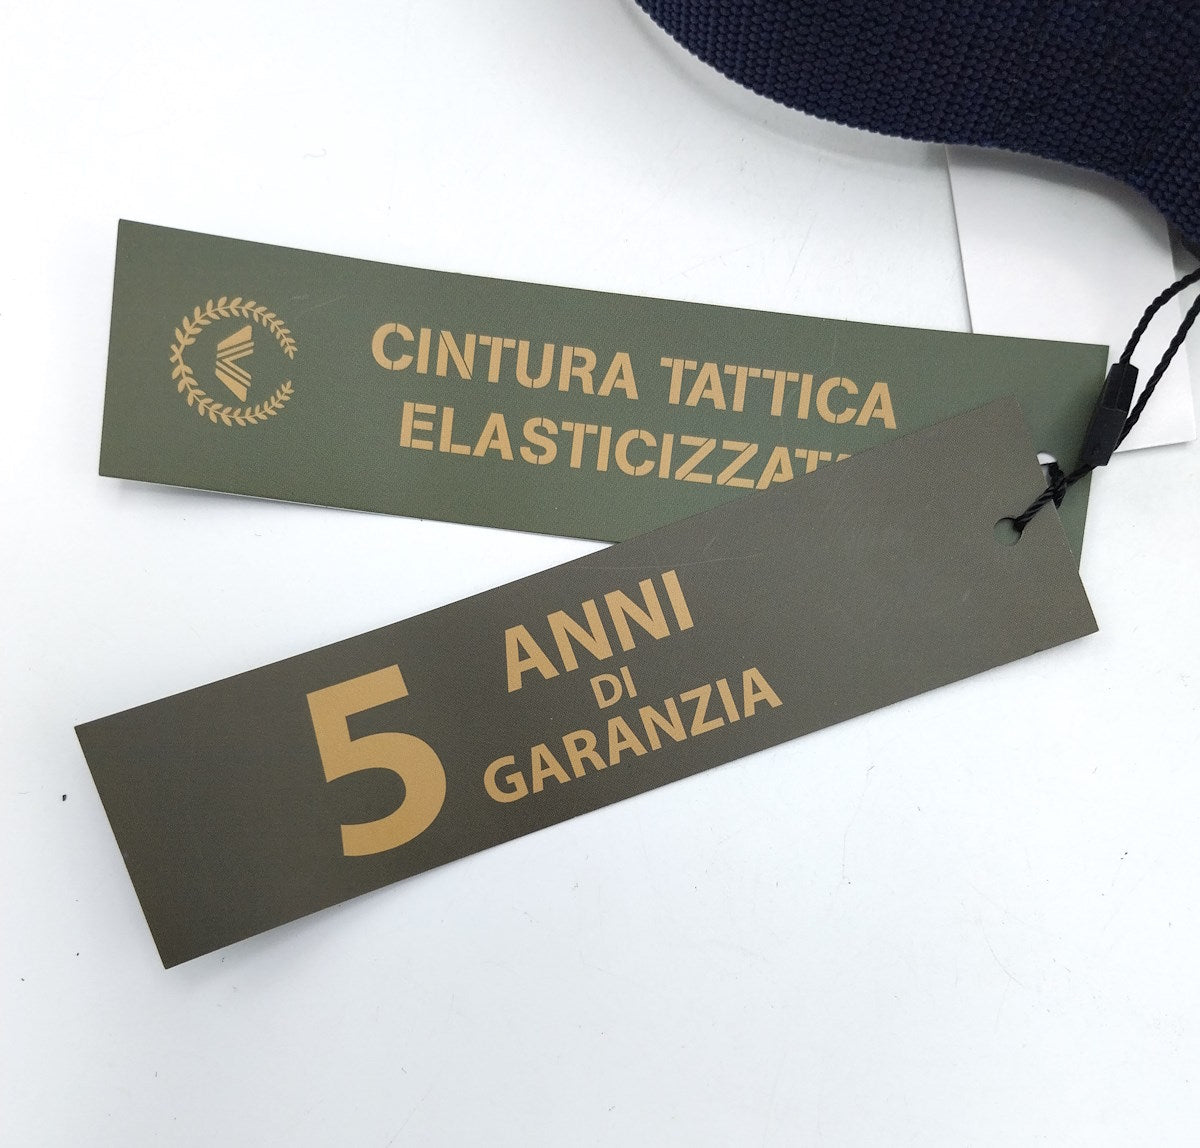 CINTURA TATTICA
ELASTICIZZATA
5 ANNI
DI
GARANZIA